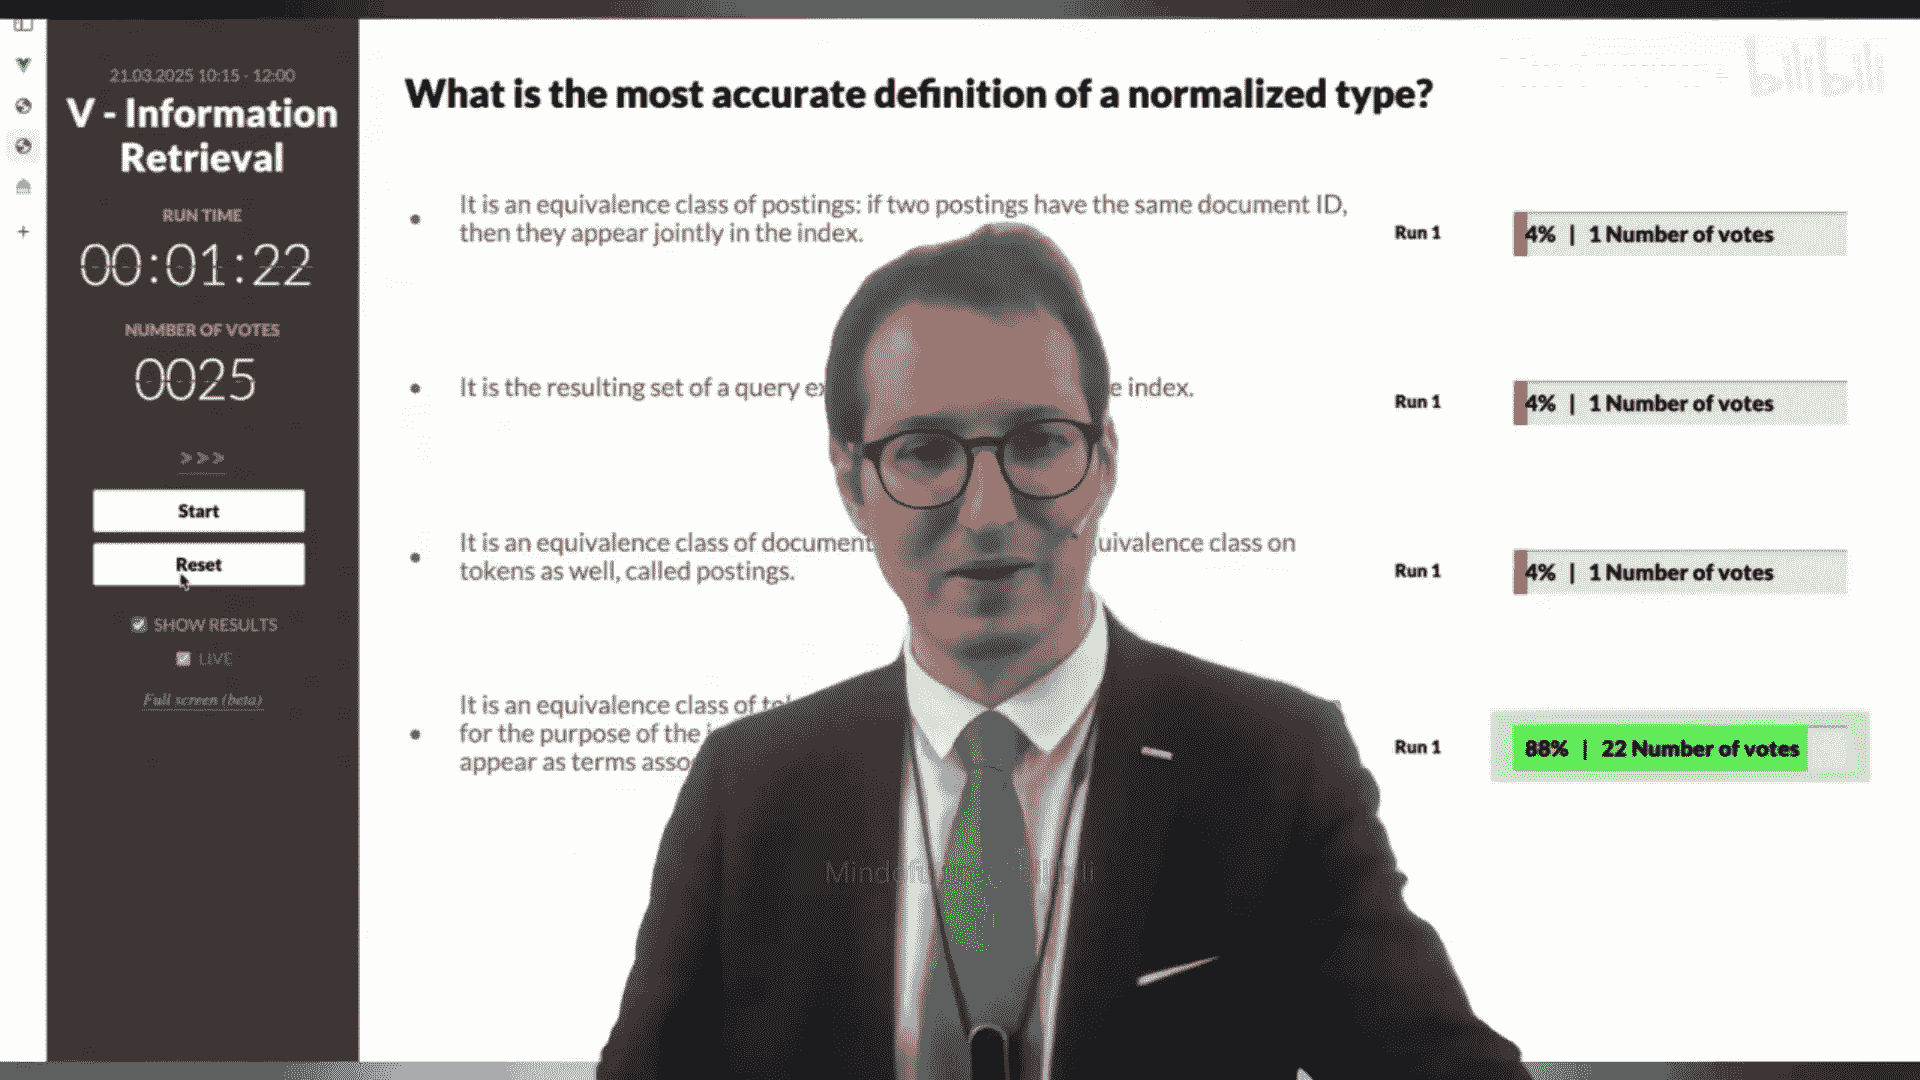 21.03.2025 10:15 - 12:00
V - Information
Retrieval
RUN TIME
00:01:22
NUMBER OF VOTES
0025
>>>
Start
Reset
SHOW RESULTS
LIVE
Full screen (beta)
What is the most accurate definition of a normalized type?
It is an equivalence class of postings: if two postings have the same document ID,
then they appear jointly in the index.
Run 1
4% | 1 Number of votes
It is the resulting set of a query
index.
Run 1
4% | 1 Number of votes
It is an equivalence class of document
class on
tokens as well, called postings.
Run 1
4% | 1 Number of votes
It is an equivalence class of
for the purpose of the
appear as terms
Run 1
88% | 22 Number of votes
bilibili